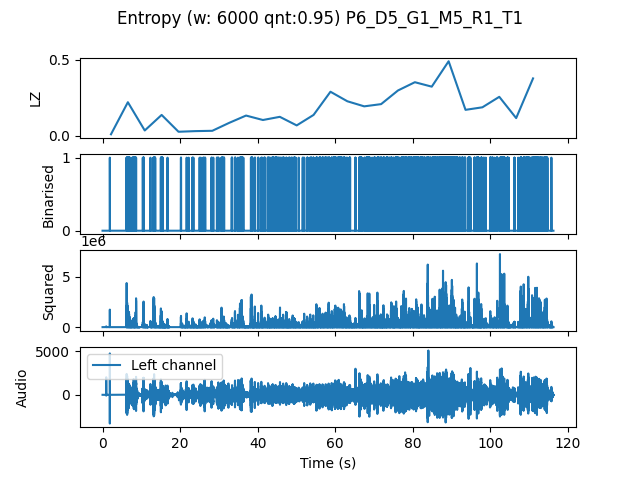 Entropy (w: 6000 qnt:0.95) P6_D5_G1_M5_R1_T1
0.5
LZ
0.0
1
Binarised
0
1e6
5
Squared
0
5000
Left channel
Audio
0
0 20 40 60 80 100 120
Time (s)